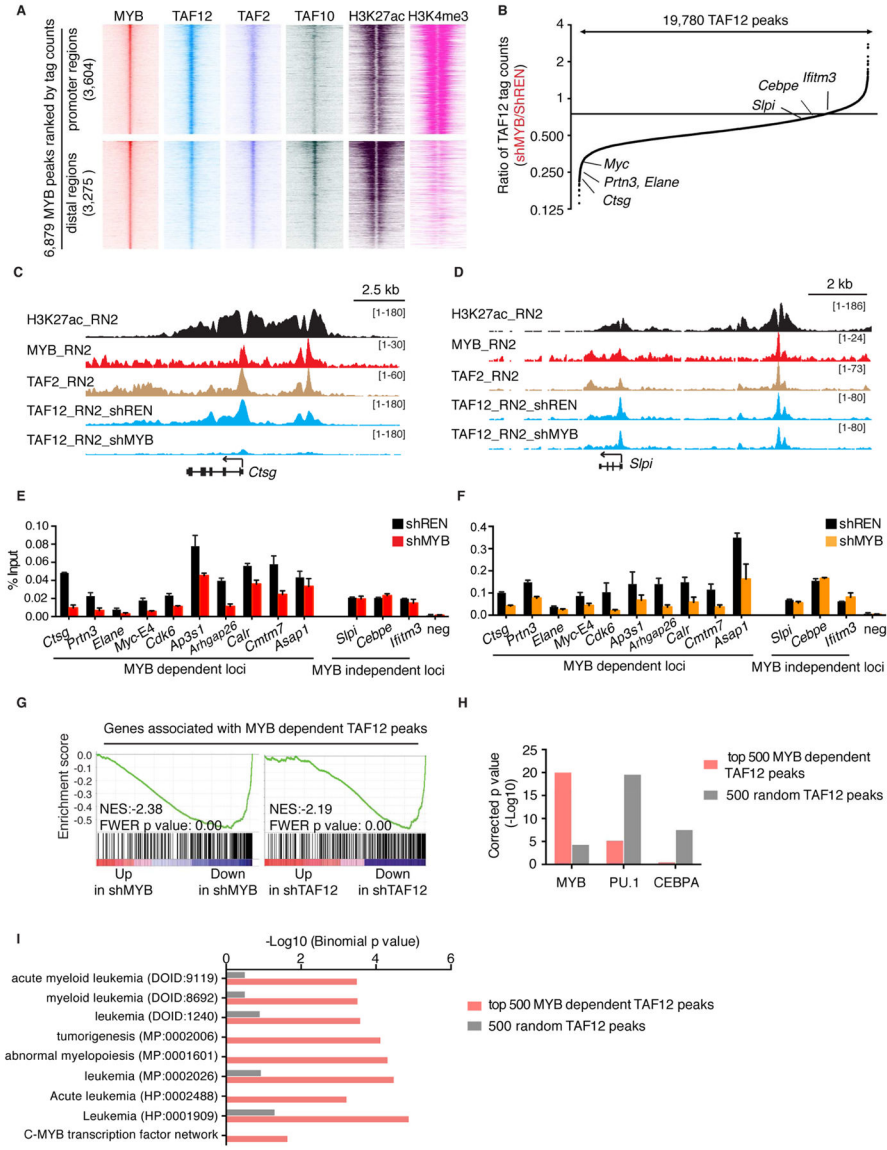 A
MYB TAF12 TAF2 TAF10 H3K27ac H3K4me3
6,879 MYB peaks ranked by tag counts
promoter regions
(3,604)
distal regions
(3,275 )
B
19,780 TAF12 peaks
Ratio of TAF12 tag counts
(shMYB/ShREN)
4
2
1
0.500
0.250
0.125
Ifitm3
Cebpe
Slpi
Myc
Prtn3, Elane
Ctsg
C
2.5 kb
[1-180]
H3K27ac_RN2
[1-30]
MYB_RN2
[1-60]
TAF2_RN2
[1-180]
TAF12_RN2_shREN
[1-180]
TAF12_RN2_shMYB
Ctsg
D
2 kb
[1-186]
H3K27ac_RN2
[1-24]
MYB_RN2
[1-73]
TAF2_RN2
[1-80]
TAF12_RN2_shREN
[1-80]
TAF12_RN2_shMYB
Slpi
E
% Input
0.10
0.08
0.06
0.04
0.02
0.00
shREN
shMYB
Ctsg Prtn3 Elane Myc-E4 Cdk6 Ap3s1 Arhgap26 Calr Cmtm7 Asap1 Slpi Cebpe Ifitm3 neg
MYB dependent loci MYB independent loci
F
0.4
0.3
0.2
0.1
0.0
shREN
shMYB
Ctsg Prtn3 Elane Myc-E4 Cdk6 Ap3s1 Arhgap26 Calr Cmtm7 Asap1 Slpi Cebpe Ifitm3 neg
MYB dependent loci MYB independent loci
G
Genes associated with MYB dependent TAF12 peaks
Enrichment score
0.0
-0.1
-0.2
-0.3
-0.4
-0.5
NES:-2.38
FWER p value: 0.00
NES:-2.19
FWER p value: 0.00
Up
in shMYB
Down
in shMYB
Up
in shTAF12
Down
in shTAF12
H
Corrected p value
(-Log10)
25
20
15
10
5
0
MYB PU.1 CEBPA
top 500 MYB dependent
TAF12 peaks
500 random TAF12 peaks
I
-Log10 (Binomial p value)
0 2 4 6
acute myeloid leukemia (DOID:9119)
myeloid leukemia (DOID:8692)
leukemia (DOID:1240)
tumorigenesis (MP:0002006)
abnormal myelopoiesis (MP:0001601)
leukemia (MP:0002026)
Acute leukemia (HP:0002488)
Leukemia (HP:0001909)
C-MYB transcription factor network
top 500 MYB dependent TAF12 peaks
500 random TAF12 peaks